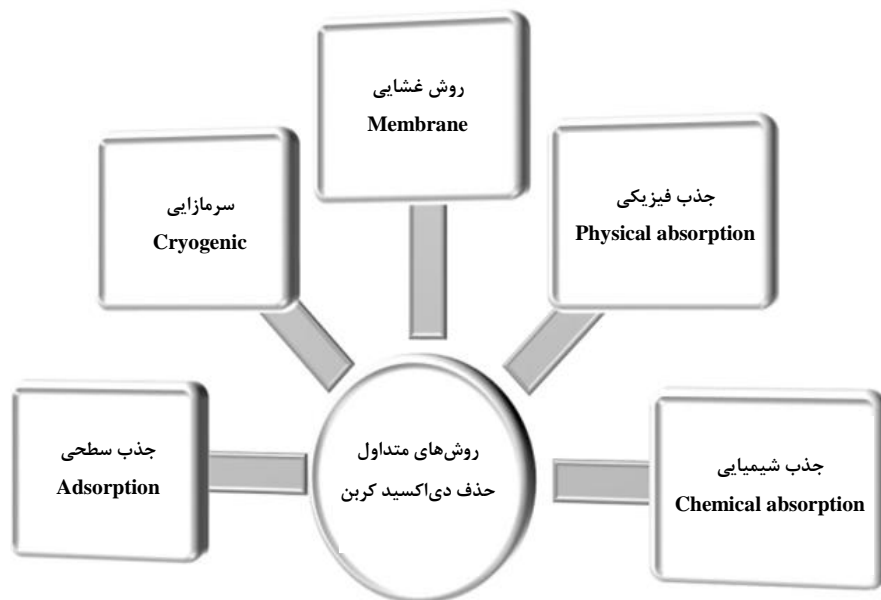 روش غشایی
Membrane
سرمازایی
Cryogenic
جذب فیزیکی
Physical absorption
جذب سطحی
Adsorption
روش‌های متداول
حذف دی‌اکسید کربن
جذب شیمیایی
Chemical absorption